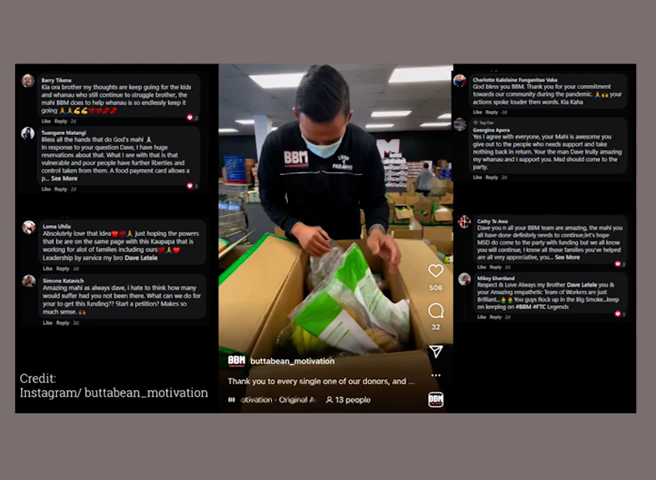 Barry Tikena
Kia ora brother my thoughts are keep going for the kids
and whanau who still continue to struggle brother, the
mahi BBM does to help whanau is so endlessly keep it
going
Like Reply 2d
Tuangane Matangi
Bless all the hands that do God's mahi
In response to your question Dave, I have huge
reservations about that. What I see with that is that
vulnerable and poor people have further liberties and
control taken from them. A food payment card allows a
p... See More
Like Reply 2d
Loma Uhila
Absolutely love that idea just hoping the powers
that be are on the same page with this Kaupapa that is
working for alot of families including ours
Leadership by service my bro Dave Letele
Like Reply 2d
Simone Katavich
Amazing mahi as always dave, i hate to think how many
would suffer had you not been there. What can we do for
your to get this funding?? Start a petition? Makes so
much sense.
Like Reply 2d
Credit:
Instagram/ buttabean_motivation
BBM
506
32
BBM buttabean_motivation
Thank you to every single one of our donors, and ...
otivation - Original A
13 people
BBM
Charlotte Kaloiaine Fungavaka Vaka
God bless you BBM. Thank you for your commitment
towards our community during the pandemic.
your
actions spoke louder then words. Kia Kaha
Like Reply 2d
Georgina Apera
Yes I agree with everyone, your Mahi is awesome you
give out to the people who needs support and take
nothing back in return. Your the man Dave truly amazing
my whanau and I support you. Msd should come to the
party.
Like Reply 2d
Cathy Te Awa
Dave you n all your BBM team are amazing, the mahi you
all have done definitely needs to continue,let's hope
MSD do come to the party with funding but we all know
you will continue, I know all those families you've helped
are all very appreciative, you... See More
Like Reply 2d
Mikey Shortland
Respect & Love Always my Brother Dave Letele you &
your Amazing empathetic Team of Workers are Just
Brilliant... You guys Rock up in the Big Smoke...keep
on keeping on #BBM #FTC Legends
Like Reply 2d